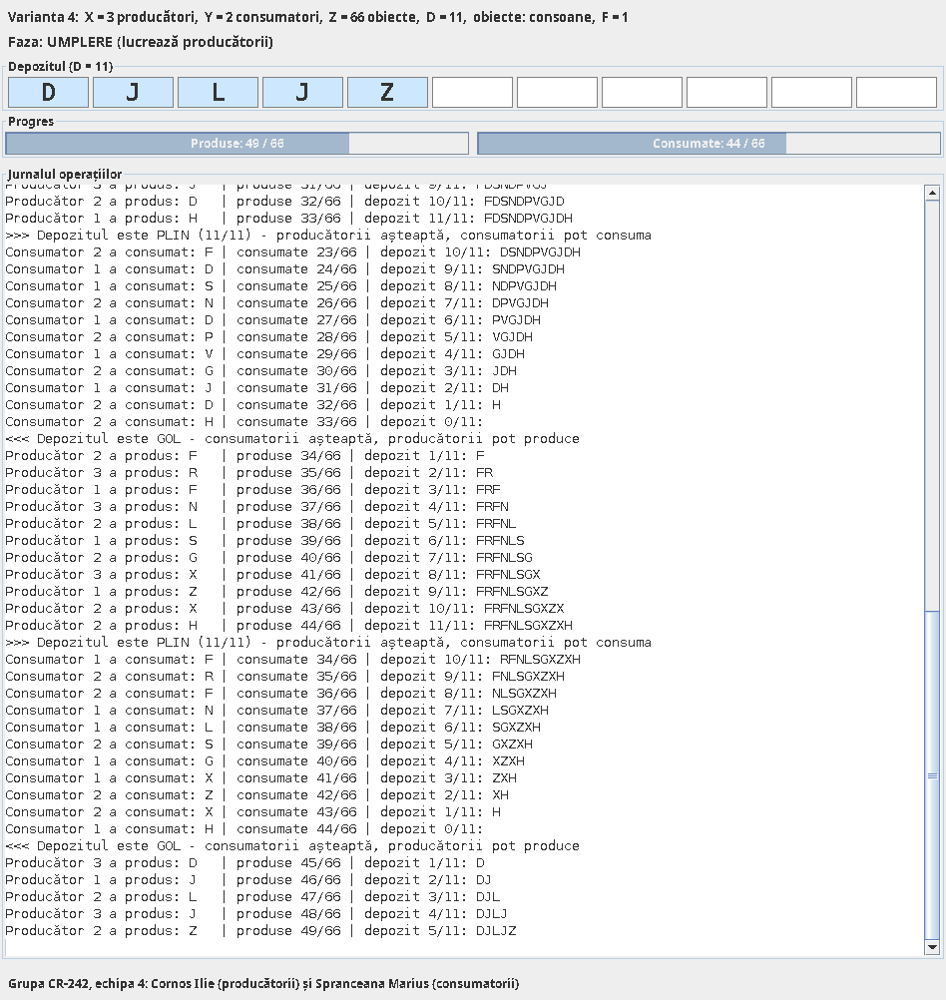 Varianta 4: X = 3 producători, Y = 2 consumatori, Z = 66 obiecte, D = 11, obiecte: consoane, F = 1
Faza: UMPLERE (lucrează producătorii)
Depozitul (D = 11)
D J L J Z
Progres
Produse: 49 / 66 Consumate: 44 / 66
Jurnalul operațiilor
Producător 3 a produs: J | produse 31/66 | depozit 9/11: FDSNDPVGJ
Producător 2 a produs: D | produse 32/66 | depozit 10/11: FDSNDPVGJD
Producător 1 a produs: H | produse 33/66 | depozit 11/11: FDSNDPVGJDH
>>> Depozitul este PLIN (11/11) - producătorii așteaptă, consumatorii pot consuma
Consumator 2 a consumat: F | consumate 23/66 | depozit 10/11: DSNDPVGJDH
Consumator 1 a consumat: D | consumate 24/66 | depozit 9/11: SNDPVGJDH
Consumator 1 a consumat: S | consumate 25/66 | depozit 8/11: NDPVGJDH
Consumator 2 a consumat: N | consumate 26/66 | depozit 7/11: DPVGJDH
Consumator 1 a consumat: D | consumate 27/66 | depozit 6/11: PVGJDH
Consumator 2 a consumat: P | consumate 28/66 | depozit 5/11: VGJDH
Consumator 1 a consumat: V | consumate 29/66 | depozit 4/11: GJDH
Consumator 2 a consumat: G | consumate 30/66 | depozit 3/11: JDH
Consumator 1 a consumat: J | consumate 31/66 | depozit 2/11: DH
Consumator 2 a consumat: D | consumate 32/66 | depozit 1/11: H
Consumator 2 a consumat: H | consumate 33/66 | depozit 0/11:
<<< Depozitul este GOL - consumatorii așteaptă, producătorii pot produce
Producător 2 a produs: F | produse 34/66 | depozit 1/11: F
Producător 3 a produs: R | produse 35/66 | depozit 2/11: FR
Producător 1 a produs: F | produse 36/66 | depozit 3/11: FRF
Producător 3 a produs: N | produse 37/66 | depozit 4/11: FRFN
Producător 2 a produs: L | produse 38/66 | depozit 5/11: FRFNL
Producător 1 a produs: S | produse 39/66 | depozit 6/11: FRFNLS
Producător 2 a produs: G | produse 40/66 | depozit 7/11: FRFNLSG
Producător 3 a produs: X | produse 41/66 | depozit 8/11: FRFNLSGX
Producător 1 a produs: Z | produse 42/66 | depozit 9/11: FRFNLSGXZ
Producător 2 a produs: X | produse 43/66 | depozit 10/11: FRFNLSGXZX
Producător 2 a produs: H | produse 44/66 | depozit 11/11: FRFNLSGXZXH
>>> Depozitul este PLIN (11/11) - producătorii așteaptă, consumatorii pot consuma
Consumator 1 a consumat: F | consumate 34/66 | depozit 10/11: RFNLSGXZXH
Consumator 2 a consumat: R | consumate 35/66 | depozit 9/11: FNLSGXZXH
Consumator 2 a consumat: F | consumate 36/66 | depozit 8/11: NLSGXZXH
Consumator 1 a consumat: N | consumate 37/66 | depozit 7/11: LSGXZXH
Consumator 1 a consumat: L | consumate 38/66 | depozit 6/11: SGXZXH
Consumator 2 a consumat: S | consumate 39/66 | depozit 5/11: GXZXH
Consumator 1 a consumat: G | consumate 40/66 | depozit 4/11: XZXH
Consumator 1 a consumat: X | consumate 41/66 | depozit 3/11: ZXH
Consumator 2 a consumat: Z | consumate 42/66 | depozit 2/11: XH
Consumator 2 a consumat: X | consumate 43/66 | depozit 1/11: H
Consumator 1 a consumat: H | consumate 44/66 | depozit 0/11:
<<< Depozitul este GOL - consumatorii așteaptă, producătorii pot produce
Producător 3 a produs: D | produse 45/66 | depozit 1/11: D
Producător 1 a produs: J | produse 46/66 | depozit 2/11: DJ
Producător 2 a produs: L | produse 47/66 | depozit 3/11: DJL
Producător 3 a produs: J | produse 48/66 | depozit 4/11: DJLJ
Producător 2 a produs: Z | produse 49/66 | depozit 5/11: DJLJZ
Grupa CR-242, echipa 4: Cornos Ilie (producătorii) și Spranceana Marius (consumatorii)